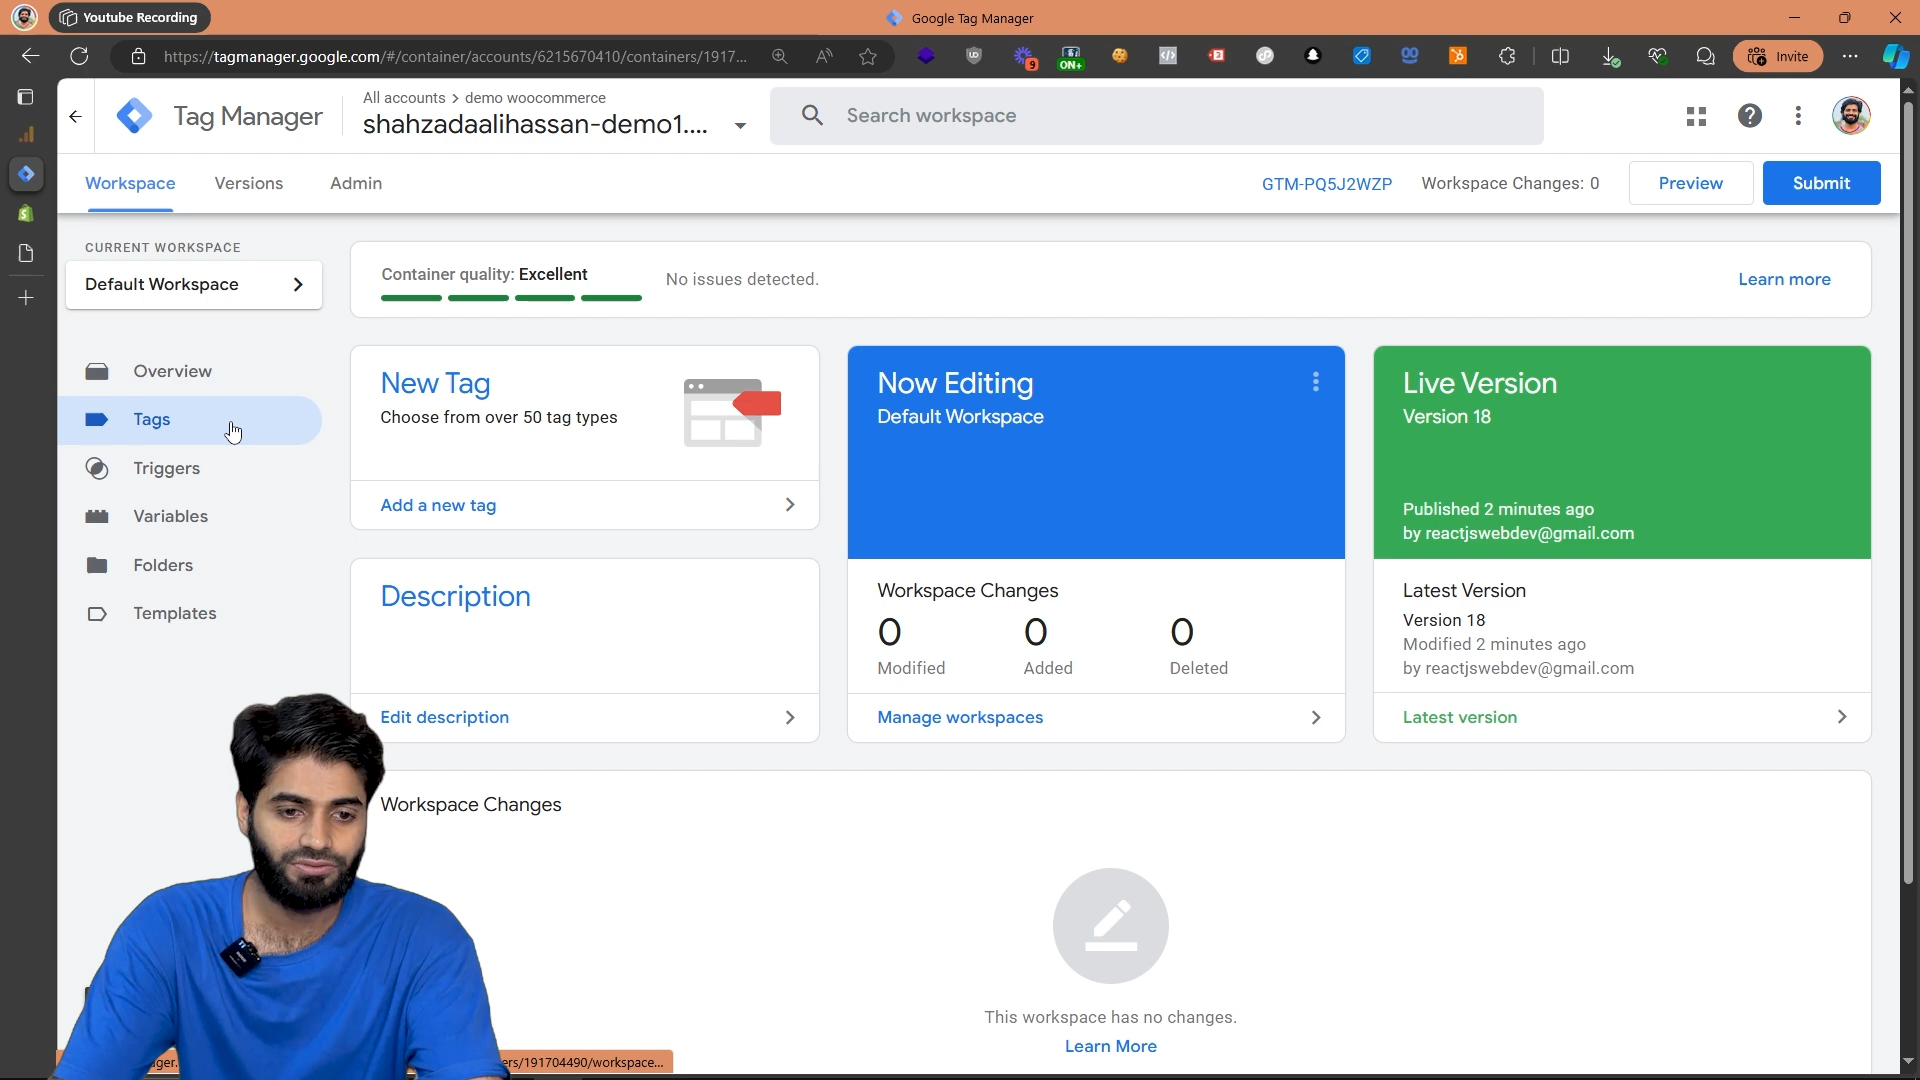 Youtube Recording
Google Tag Manager
https://tagmanager.google.com/#/container/accounts/6215670410/containers/1917...
9
ON+
Invite
Tag Manager
All accounts > demo woocommerce
shahzadaalihassan-demo1....
Search workspace
Workspace
Versions
Admin
GTM-PQ5J2WZP
Workspace Changes: 0
Preview
Submit
CURRENT WORKSPACE
Default Workspace
Container quality: Excellent
No issues detected.
Learn more
Overview
Tags
Triggers
Variables
Folders
Templates
New Tag
Choose from over 50 tag types
Add a new tag
Description
Edit description
Now Editing
Default Workspace
Workspace Changes
0
0
0
Modified
Added
Deleted
Manage workspaces
Live Version
Version 18
Published 2 minutes ago
by reactjswebdev@gmail.com
Latest Version
Version 18
Modified 2 minutes ago
by reactjswebdev@gmail.com
Latest version
Workspace Changes
This workspace has no changes.
Learn More
ers/191704490/workspace...